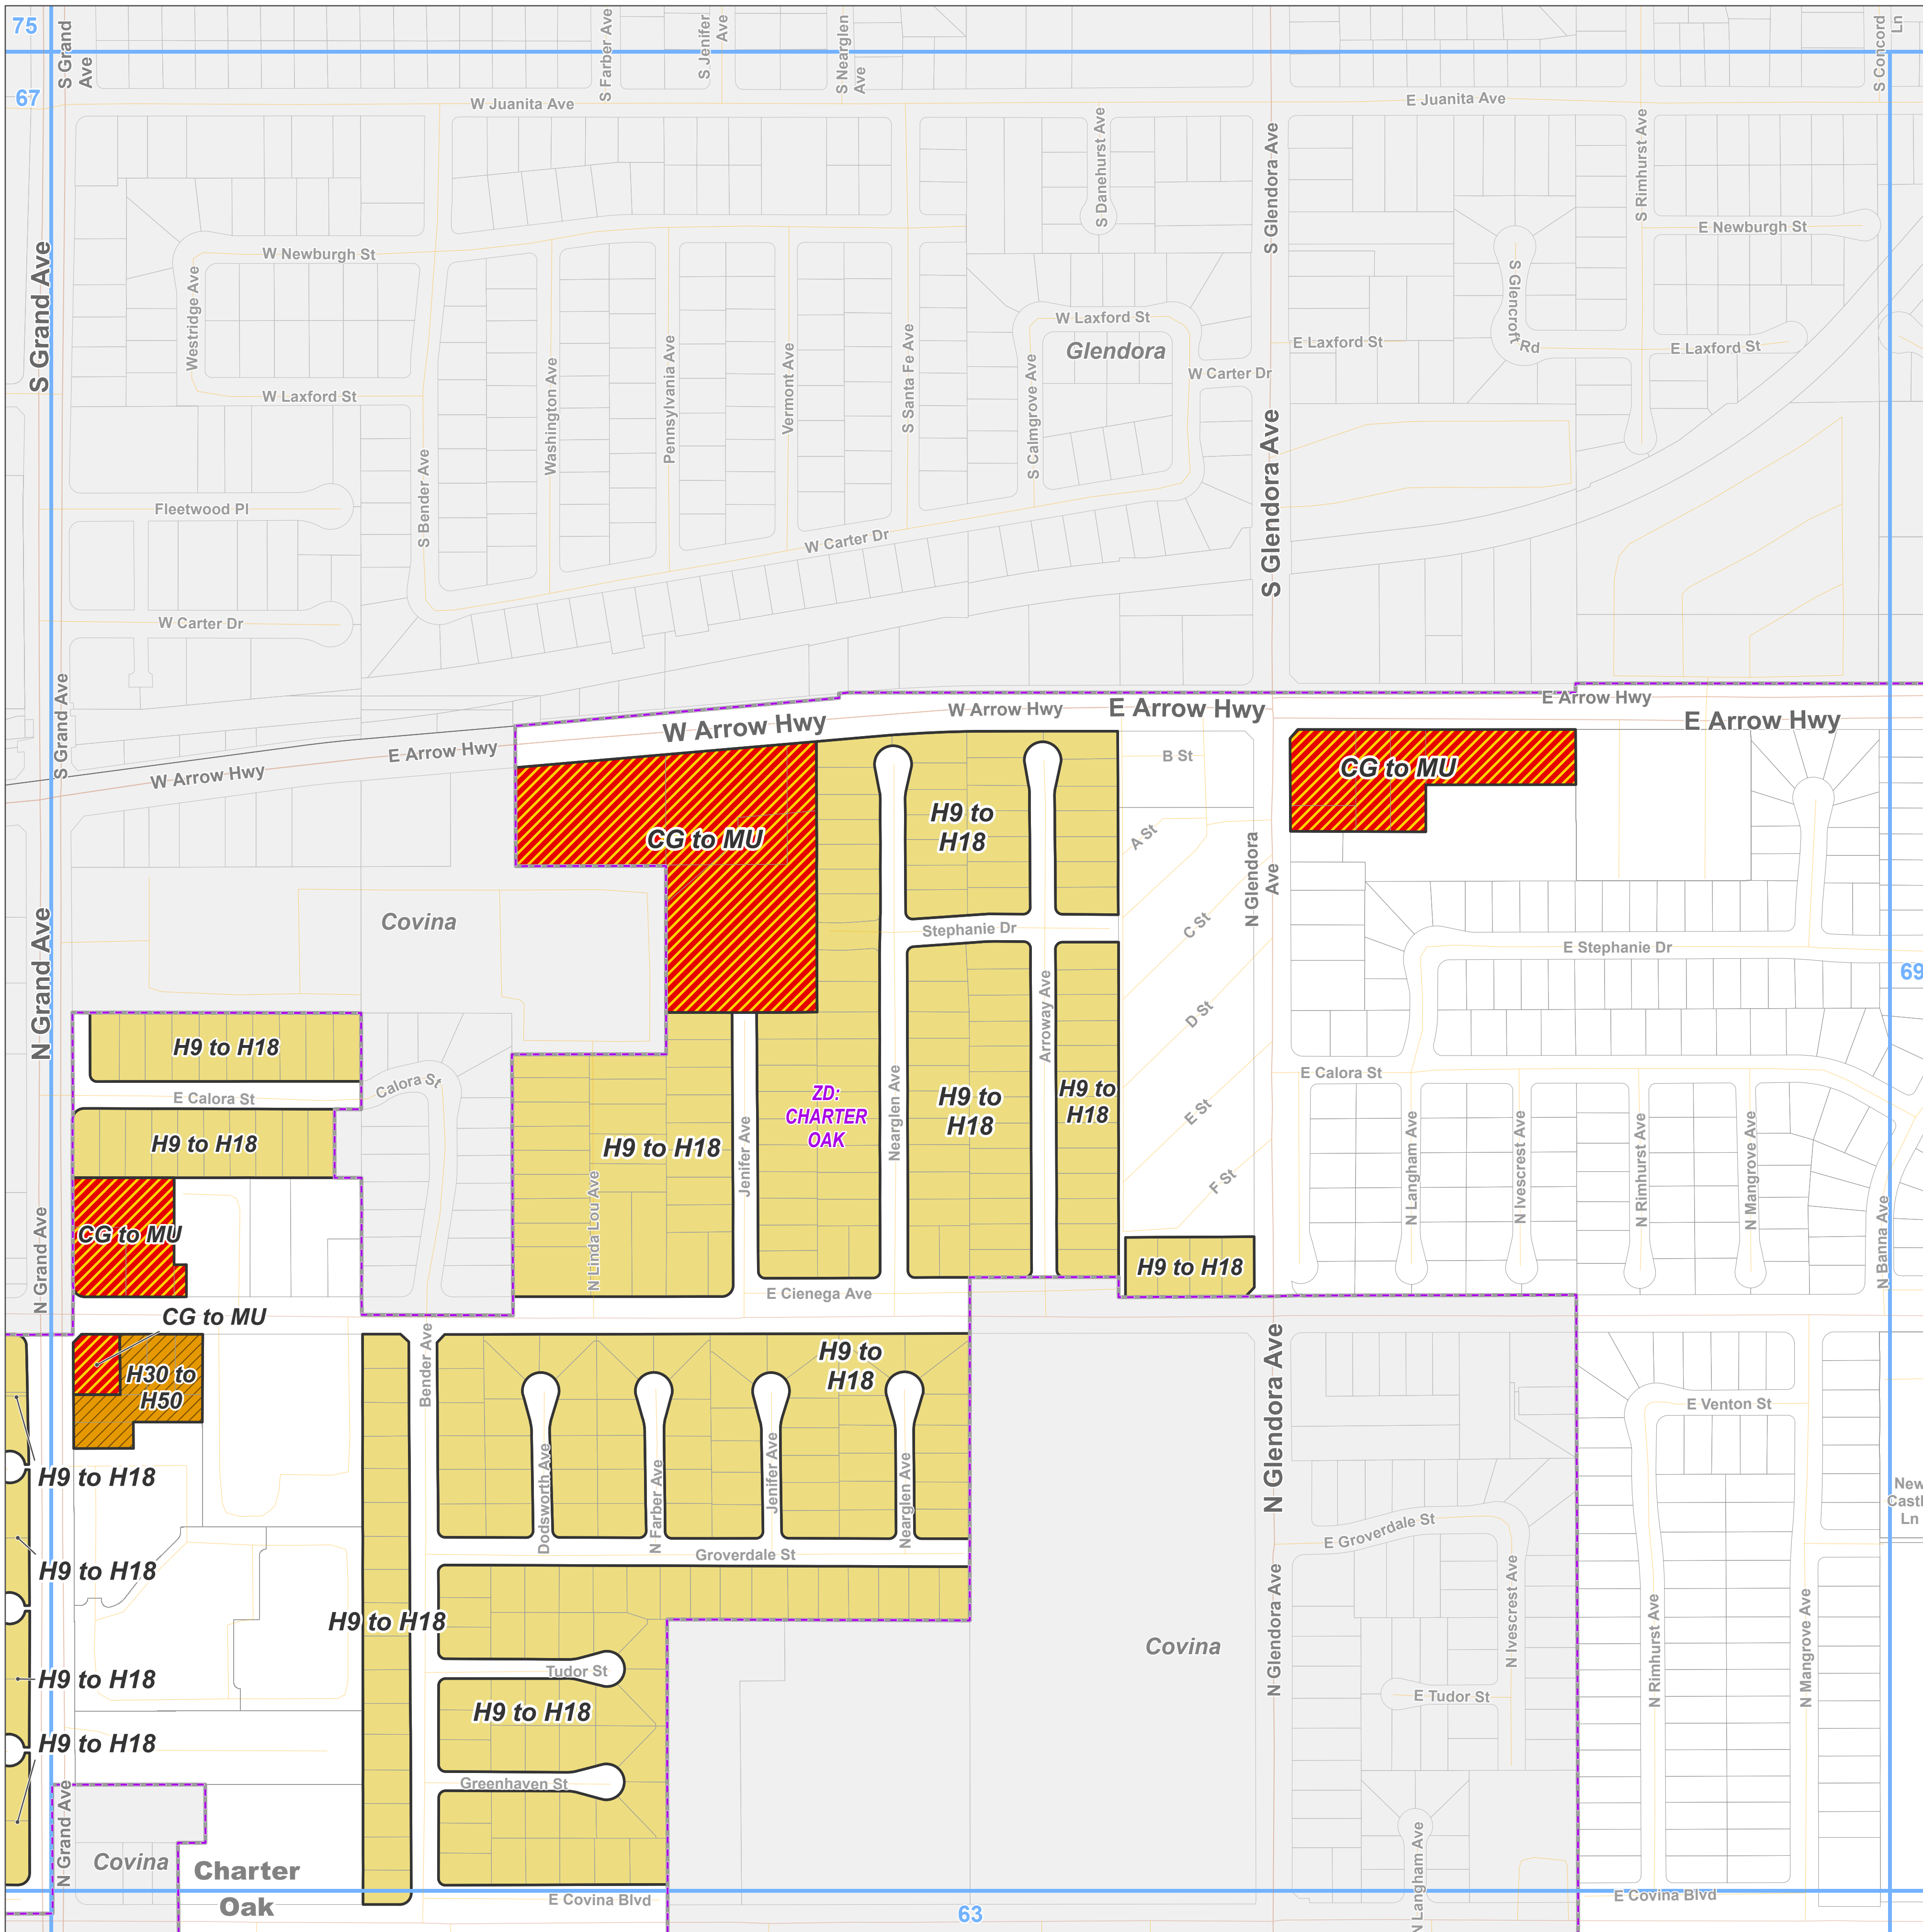 75
67
S Grand
Ave
S Farber Ave
S Jenifer
Ave
S Nearglen
Ave
S Concord
Ln
W Juanita Ave
E Juanita Ave
S Danehurst Ave
S Glendora Ave
S Rimhurst Ave
W Newburgh St
E Newburgh St
S Grand Ave
Westridge Ave
S Glencroft
Rd
W Laxford St
Glendora
E Laxford St
E Laxford St
W Carter Dr
W Laxford St
Washington Ave
Pennsylvania Ave
Vermont Ave
S Santa Fe Ave
S Calmgrove Ave
S Bender Ave
S Glendora Ave
Fleetwood Pl
W Carter Dr
W Carter Dr
S Grand Ave
W Arrow Hwy
E Arrow Hwy
W Arrow Hwy
W Arrow Hwy
E Arrow Hwy
E Arrow Hwy
E Arrow Hwy
B St
CG to MU
CG to MU
H9 to
H18
A St
N Glendora
Ave
C St
Covina
Stephanie Dr
E Stephanie Dr
N Grand Ave
69
Arroway Ave
D St
H9 to H18
Calora St
E Calora St
E Calora St
ZD:
CHARTER
OAK
Nearglen Ave
H9 to
H18
H9 to
H18
E St
H9 to H18
H9 to H18
Jenifer Ave
N Linda Lou Ave
F St
N Langham Ave
N Ivescrest Ave
N Rimhurst Ave
N Mangrove Ave
N Banna Ave
CG to MU
N Grand Ave
H9 to H18
E Cienega Ave
CG to MU
H30 to
H50
Bender Ave
H9 to
H18
N Glendora Ave
E Venton St
H9 to H18
Dodsworth Ave
N Farber Ave
Jenifer Ave
Nearglen Ave
New
Ln
E Groverdale St
Groverdale St
H9 to H18
H9 to H18
N Glendora Ave
N Ivescrest Ave
N Rimhurst Ave
N Mangrove Ave
Covina
Tudor St
H9 to H18
E Tudor St
H9 to H18
H9 to H18
Greenhaven St
N Grand Ave
Covina
Charter
Oak
N Langham Ave
E Covina Blvd
E Covina Blvd
63